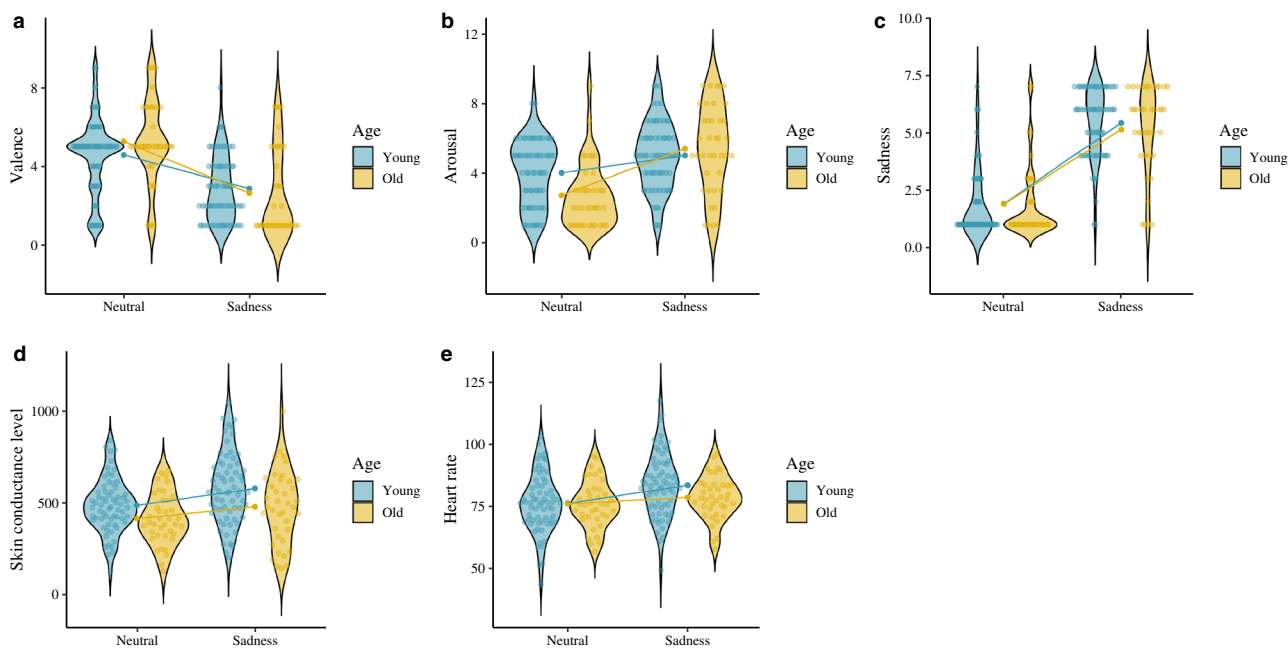 a
Valence
8
4
0
Neutral
Sadness
Age
Young
Old
b
Arousal
12
8
4
0
Neutral
Sadness
Age
Young
Old
c
Sadness
10.0
7.5
5.0
2.5
0.0
Neutral
Sadness
Age
Young
Old
d
Skin conductance level
1000
500
0
Neutral
Sadness
Age
Young
Old
e
Heart rate
125
100
75
50
Neutral
Sadness
Age
Young
Old